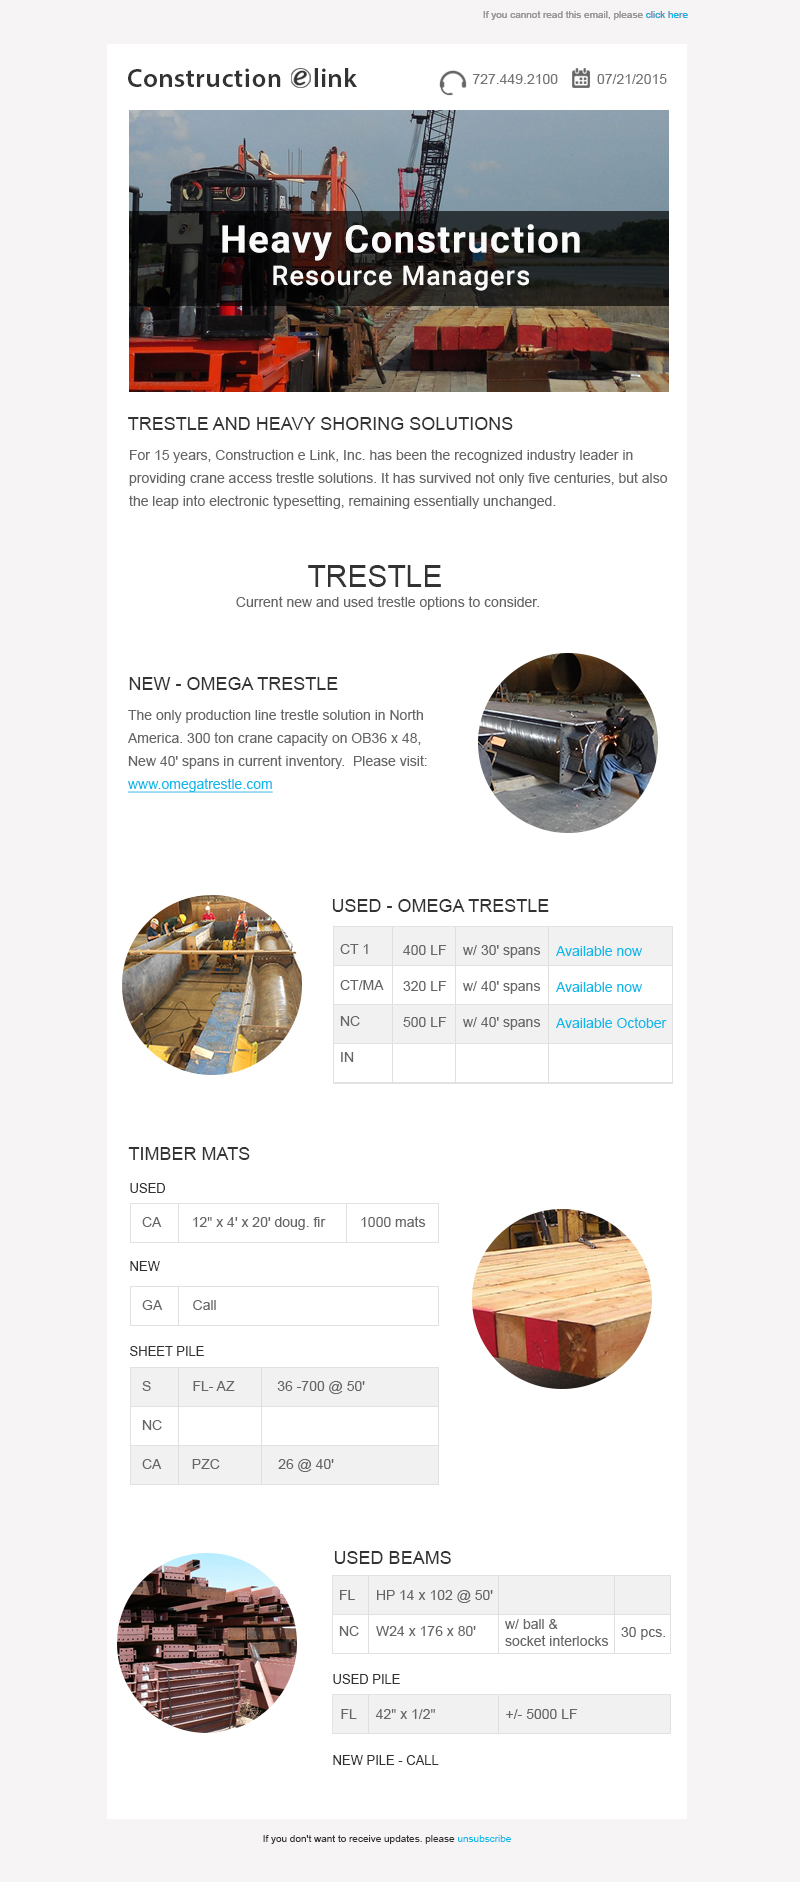 If you cannot read this email, please click here
Construction elink
727.449.2100
07/21/2015
Heavy Construction
Resource Managers
TRESTLE AND HEAVY SHORING SOLUTIONS
For 15 years, Construction e Link, Inc. has been the recognized industry leader in
providing crane access trestle solutions. It has survived not only five centuries, but also
the leap into electronic typesetting, remaining essentially unchanged.
TRESTLE
Current new and used trestle options to consider.
NEW - OMEGA TRESTLE
The only production line trestle solution in North
America. 300 ton crane capacity on OB36 x 48,
New 40' spans in current inventory.  Please visit:
www.omegatrestle.com
USED - OMEGA TRESTLE
CT 1 400 LF w/ 30' spans Available now
CT/MA 320 LF w/ 40' spans Available now
NC 500 LF w/ 40' spans Available October
IN
TIMBER MATS
USED
CA 12" x 4' x 20' doug. fir 1000 mats
NEW
GA Call
SHEET PILE
S FL- AZ 36 -700 @ 50'
NC
CA PZC 26 @ 40'
USED BEAMS
FL HP 14 x 102 @ 50'
NC W24 x 176 x 80' w/ ball &
socket interlocks 30 pcs.
USED PILE
FL 42" x 1/2" +/- 5000 LF
NEW PILE - CALL
If you don't want to receive updates. please unsubscribe